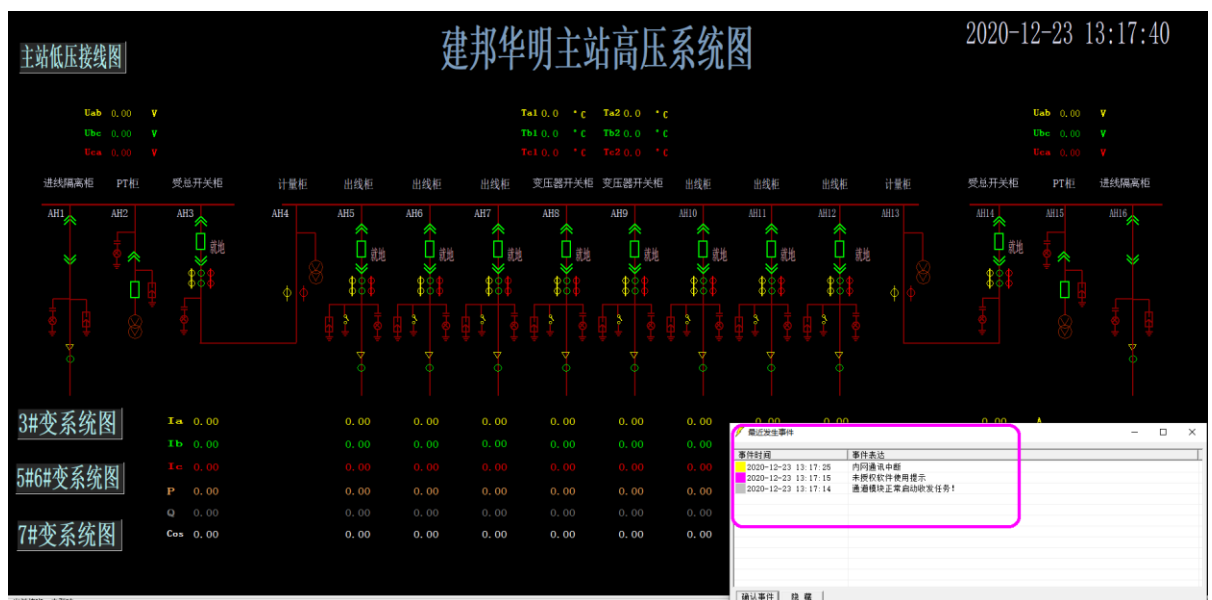 主站低压接线图
建邦华明主站高压系统图
2020-12-23 13:17:40
Uab 0.00 V
Ta1 0.0 °C Ta2 0.0 °C
Uab 0.00 V
Ubc 0.00 V
Tb1 0.0 °C Tb2 0.0 °C
Ubc 0.00 V
Uca 0.00 V
Tc1 0.0 °C Tc2 0.0 °C
Uca 0.00 V
进线隔离柜 PT柜 受总开关柜 计量柜 出线柜 出线柜 出线柜 变压器开关柜 变压器开关柜 出线柜 出线柜 出线柜 计量柜 受总开关柜 PT柜 进线隔离柜
AH1 AH2 AH3 AH4 AH5 AH6 AH7 AH8 AH9 AH10 AH11 AH12 AH13 AH14 AH15 AH16
就地 就地 就地 就地 就地 就地 就地 就地 就地 就地
3#变系统图
5#6#变系统图
7#变系统图
Ia 0.00 0.00 0.00 0.00 0.00 0.00 0.00 0.00 0.00 0.00 A
Ib 0.00 0.00 0.00 0.00 0.00 0.00 0.00
Ic 0.00 0.00 0.00 0.00 0.00 0.00 0.00
P 0.00 0.00 0.00 0.00 0.00 0.00 0.00
Q 0.00 0.00 0.00 0.00 0.00 0.00 0.00
Cos 0.00 0.00 0.00 0.00 0.00 0.00 0.00
最近发生事件
事件时间 事件表达
2020-12-23 13:17:25 内网通讯中断
2020-12-23 13:17:15 未授权软件使用提示
2020-12-23 13:17:14 通道模块正常启动收发任务!
确认事件 隐 藏